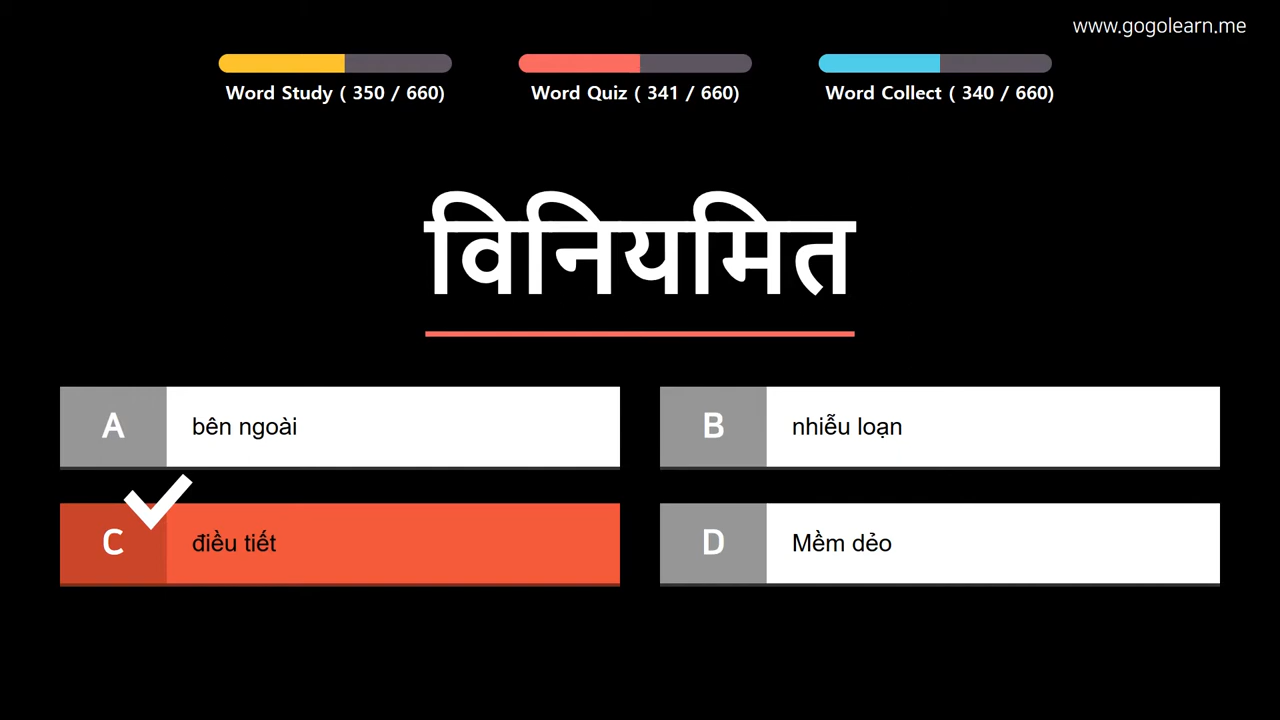 www.gogolearn.me
Word Study ( 350 / 660)
Word Quiz ( 341 / 660)
Word Collect ( 340 / 660)
विनियमित
A bên ngoài
B nhiễu loạn
C điều tiết
D Mềm dẻo